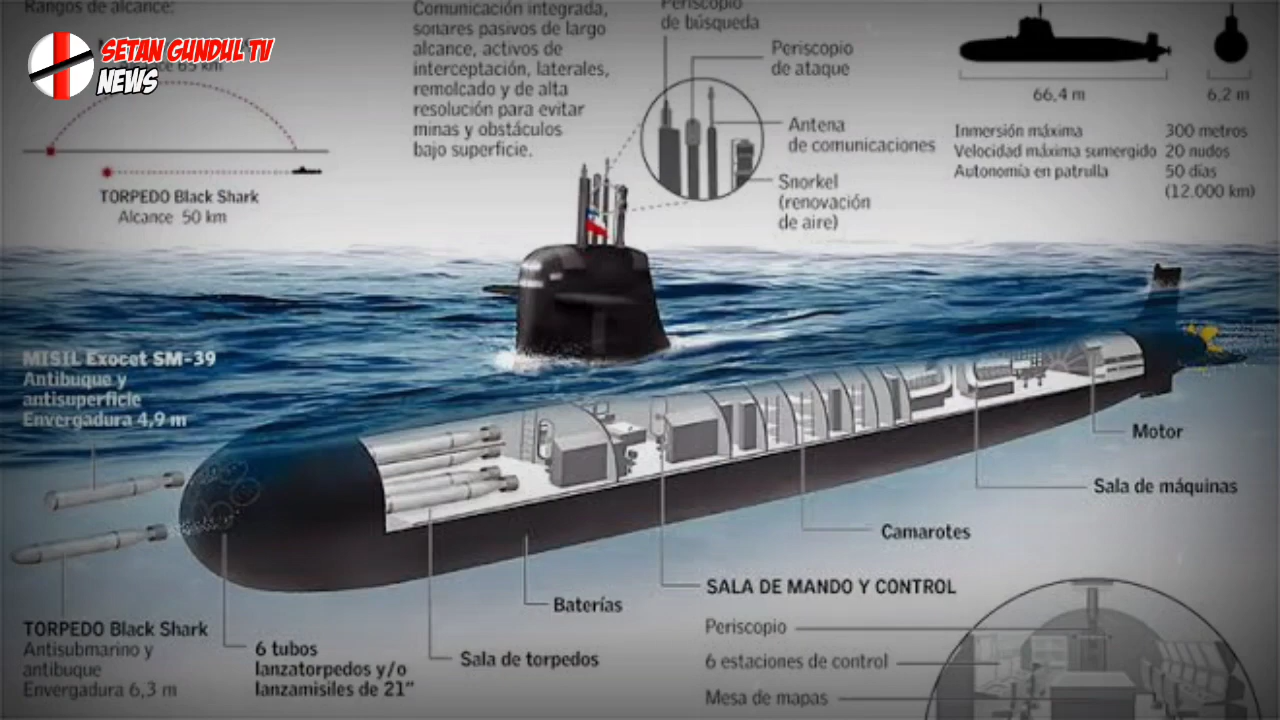 Rangos de alcance:
SETAN GUNDUL TV
NEWS
65 km
TORPEDO Black Shark
Alcance 50 km
Comunicación integrada,
sonares pasivos de largo
alcance, activos de
interceptación, laterales,
remolcado y de alta
resolución para evitar
minas y obstáculos
bajo superficie.
Periscopio
de búsqueda
Periscopio
de ataque
Antena
de comunicaciones
Snorkel
(renovación
de aire)
66,4 m
6,2 m
Inmersión máxima 300 metros
Velocidad máxima sumergido 20 nudos
Autonomía en patrulla 50 días
(12.000 km)
MISIL Exocet SM-39
Antibuque y
antisuperficie
Envergadura 4,9 m
Motor
Sala de máquinas
Camarotes
SALA DE MANDO Y CONTROL
Baterías
Periscopio
6 estaciones de control
Mesa de mapas
TORPEDO Black Shark
Antisubmarino y
antibuque
Envergadura 6,3 m
6 tubos
lanzatorpedos y/o
lanzamisiles de 21"
Sala de torpedos